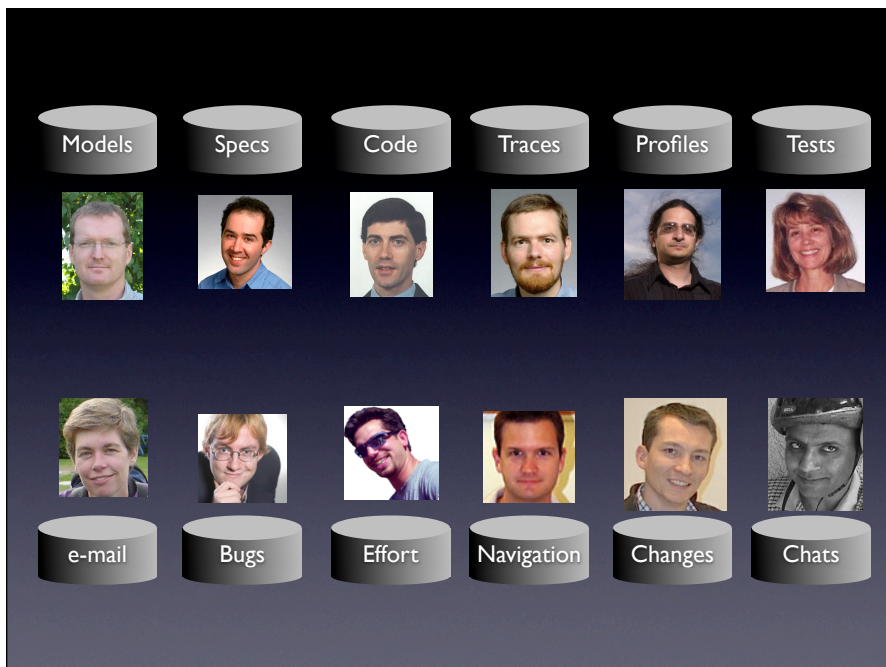 Models
Specs
Code
Traces
Profiles
Tests
e-mail
Bugs
Effort
Navigation
Changes
Chats